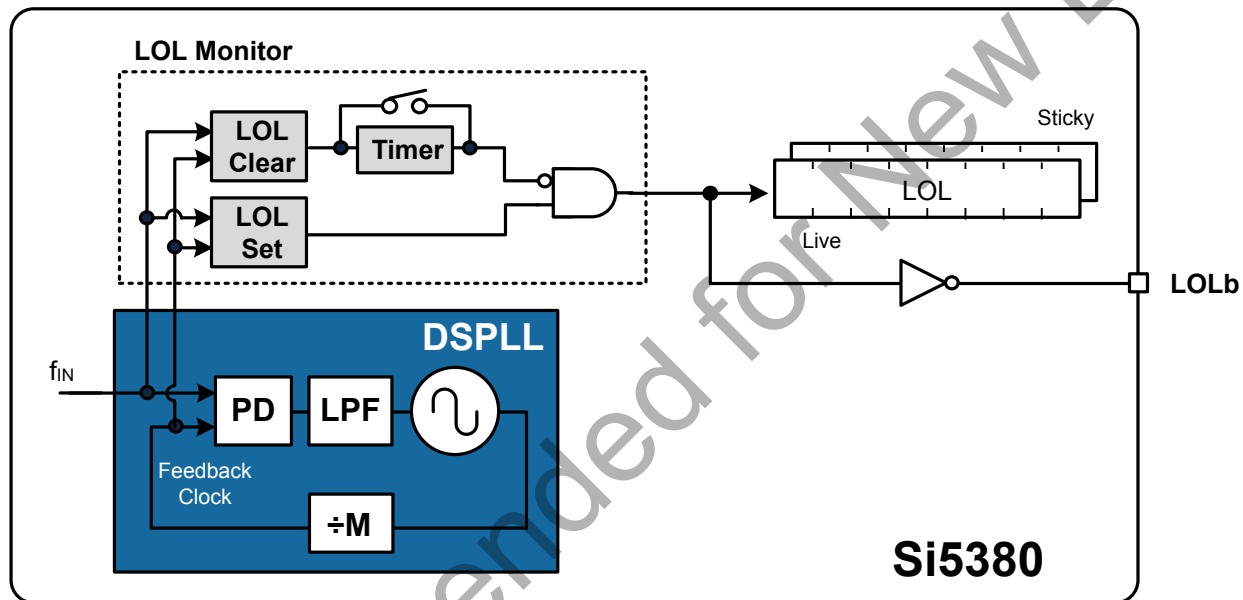 LOL Monitor
LOL
Clear
Timer
LOL
Set
Sticky
LOL
Live
LOLb
DSPLL
fIN
PD
LPF
Feedback
Clock
÷M
Si5380
ended for New